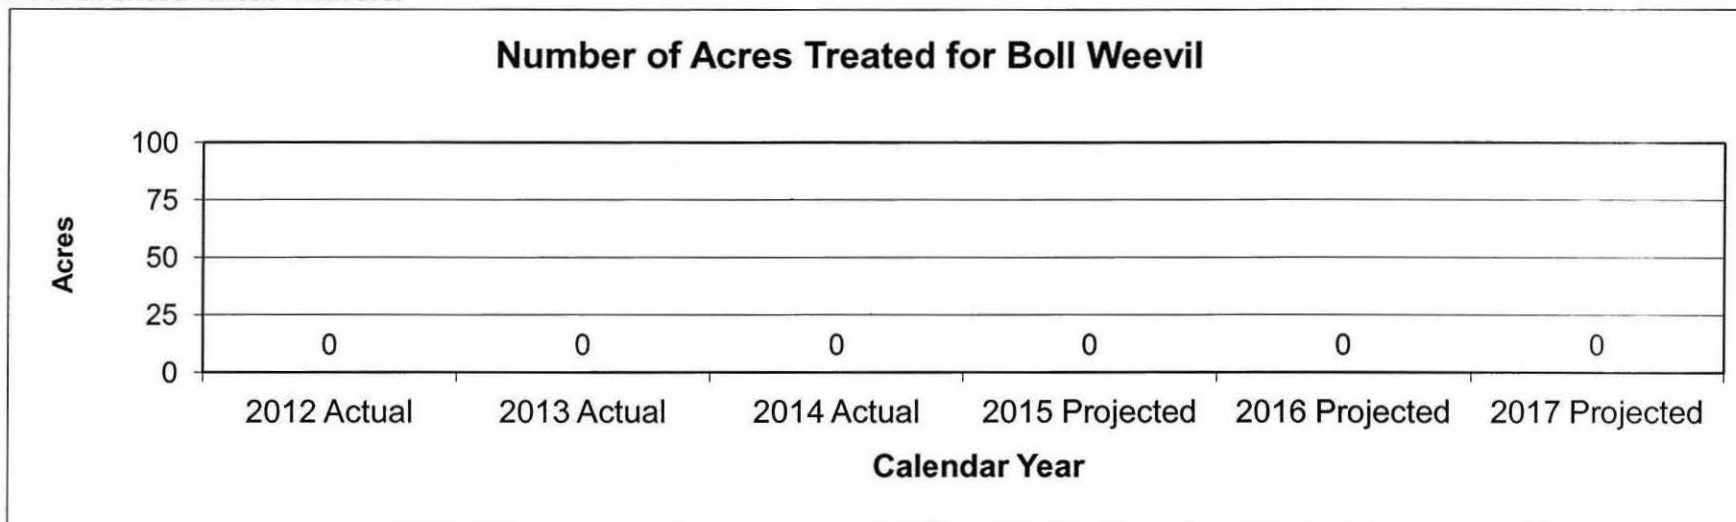 Number of Acres Treated for Boll Weevil
100
75
50
25
0
Acres
0 0 0 0 0 0
2012 Actual 2013 Actual 2014 Actual 2015 Projected 2016 Projected 2017 Projected
Calendar Year